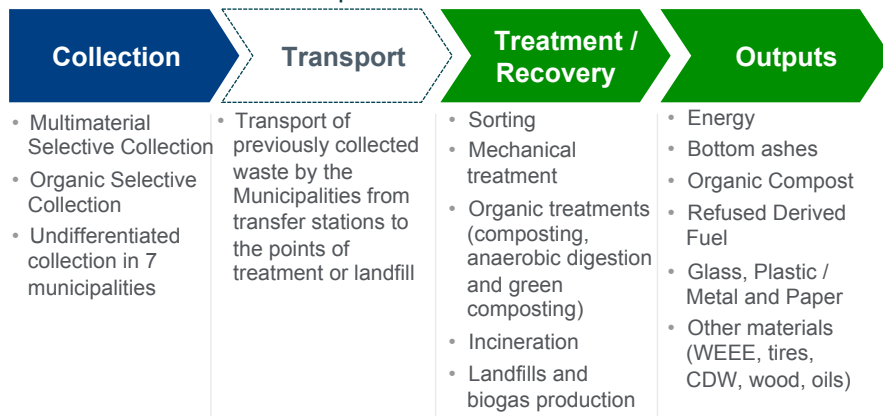 Collection
Transport
Treatment /
Recovery
Outputs
• Multimaterial
Selective Collection
• Organic Selective
Collection
• Undifferentiated
collection in 7
municipalities
• Transport of
previously collected
waste by the
Municipalities from
transfer stations to
the points of
treatment or landfill
• Sorting
• Mechanical
treatment
• Organic treatments
(composting,
anaerobic digestion
and green
composting)
• Incineration
• Landfills and
biogas production
• Energy
• Bottom ashes
• Organic Compost
• Refused Derived
Fuel
• Glass, Plastic /
Metal and Paper
• Other materials
(WEEE, tires,
CDW, wood, oils)